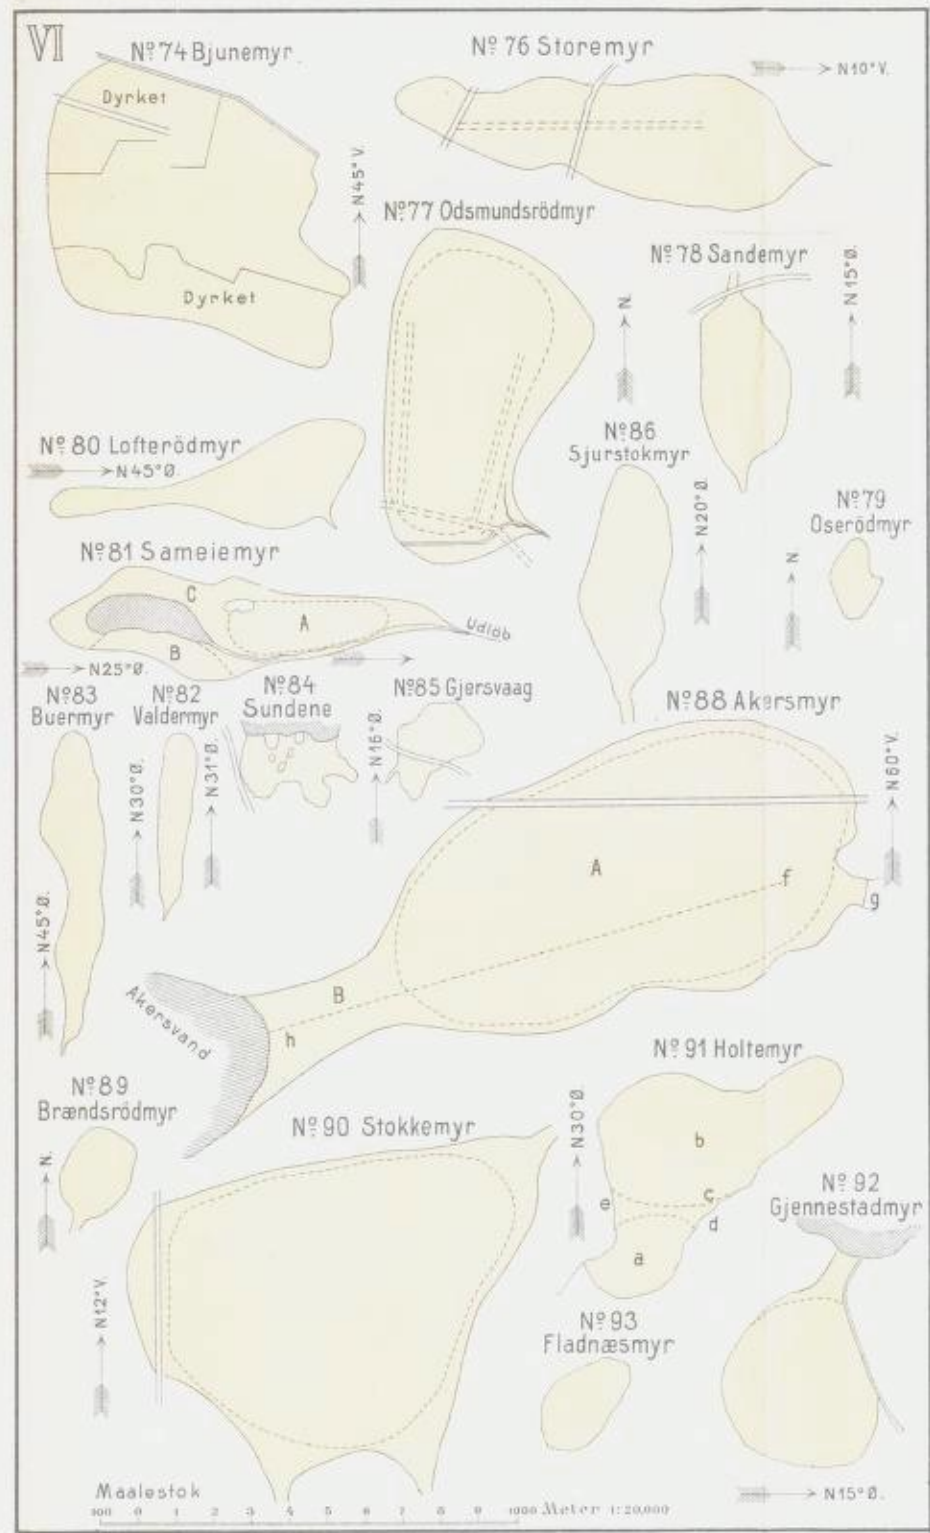 VI
Nº 74 Bjunemyr
Dyrket
Dyrket
N45°V.
Nº 76 Storemyr
N10°V.
Nº 77 Odsmundsrödmyr
N.
Nº 78 Sandemyr
N15°Ø.
Nº 80 Lofterödmyr
N45°Ø.
Nº 86
Sjurstokmyr
N20°Ø.
Nº 79
Oserödmyr
N
Nº 81 Sameiemyr
C
A
B
Udlöb
N25°Ø.
Nº 83
Buermyr
N45°Ø.
Nº 82
Valdermyr
N30°Ø.
N31°Ø.
Nº 84
Sundene
Nº 85 Gjersvaag
N16°Ø.
Nº 88 Akersmyr
N60°V.
A
f
g
B
h
Akersvand
Nº 89
Brændsrödmyr
N.
Nº 90 Stokkemyr
N12°V.
Nº 91 Holtemyr
N30°Ø
b
c
e
d
a
Nº 92
Gjennestadmyr
N15°Ø.
Nº 93
Fladnæsmyr
Maalestok
100 0 1 2 3 4 5 6 7 8 9 1000 Meter 1:20,000